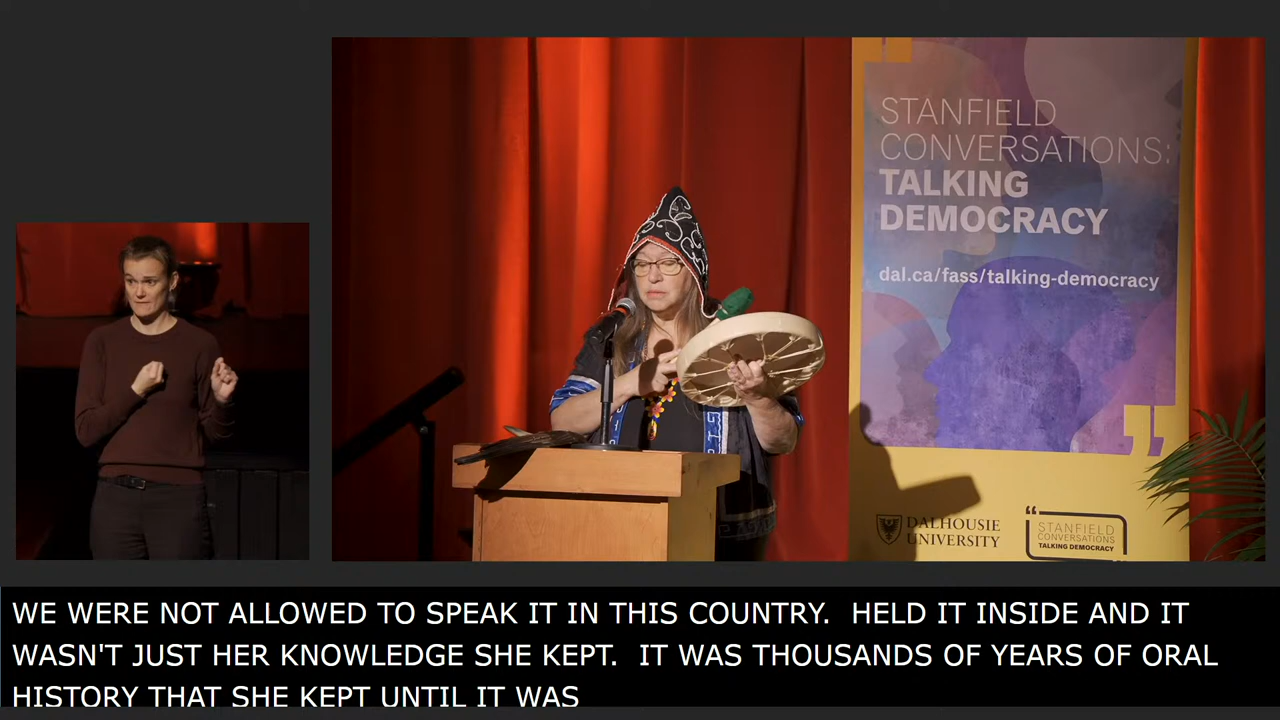 STANFIELD
CONVERSATIONS:
TALKING
DEMOCRACY
dal.ca/fass/talking-democracy
DALHOUSIE
UNIVERSITY
STANFIELD
CONVERSATIONS
TALKING DEMOCRACY
WE WERE NOT ALLOWED TO SPEAK IT IN THIS COUNTRY.  HELD IT INSIDE AND IT
WASN'T JUST HER KNOWLEDGE SHE KEPT.  IT WAS THOUSANDS OF YEARS OF ORAL
HISTORY THAT SHE KEPT UNTIL IT WAS